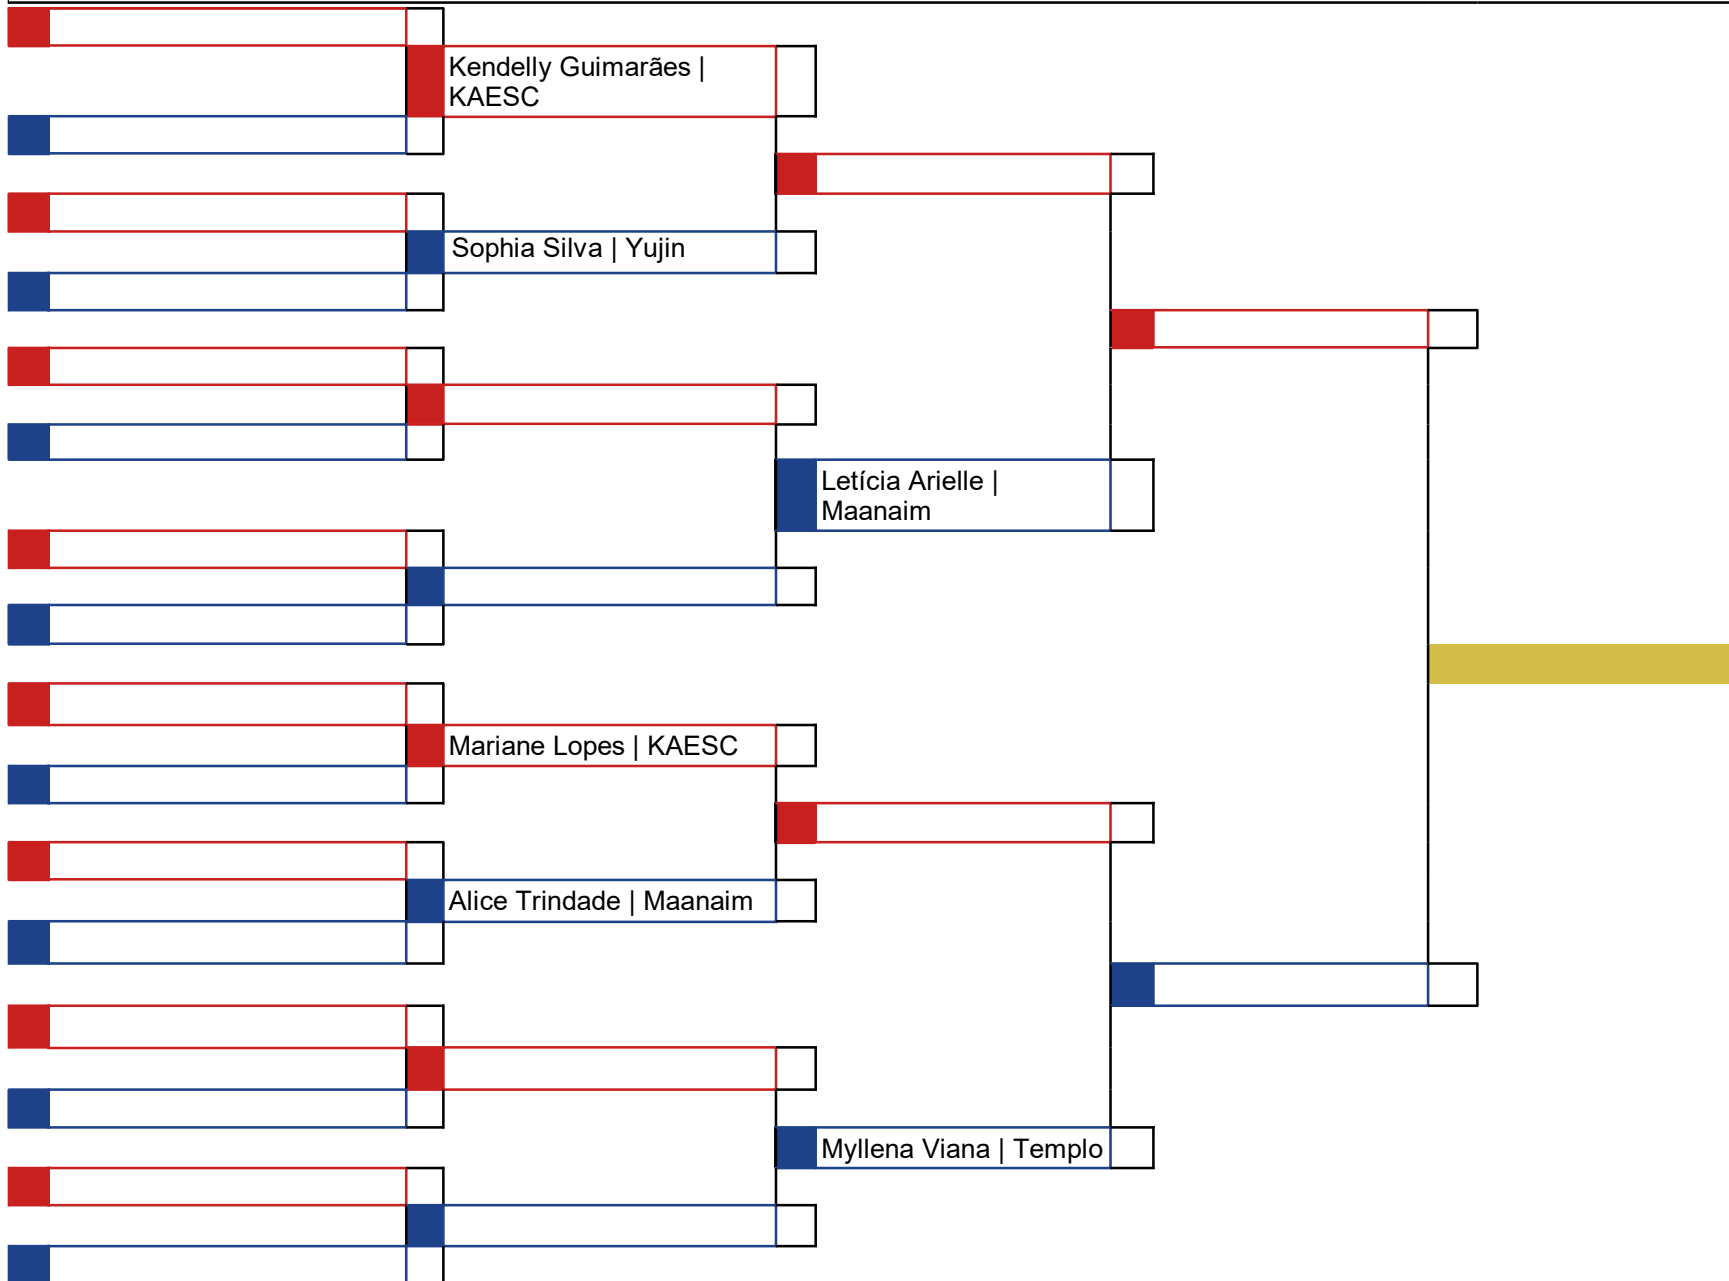 Kendelly Guimarães |
KAESC
Sophia Silva | Yujin
Letícia Arielle |
Maanaim
Mariane Lopes | KAESC
Alice Trindade | Maanaim
Myllena Viana | Templo